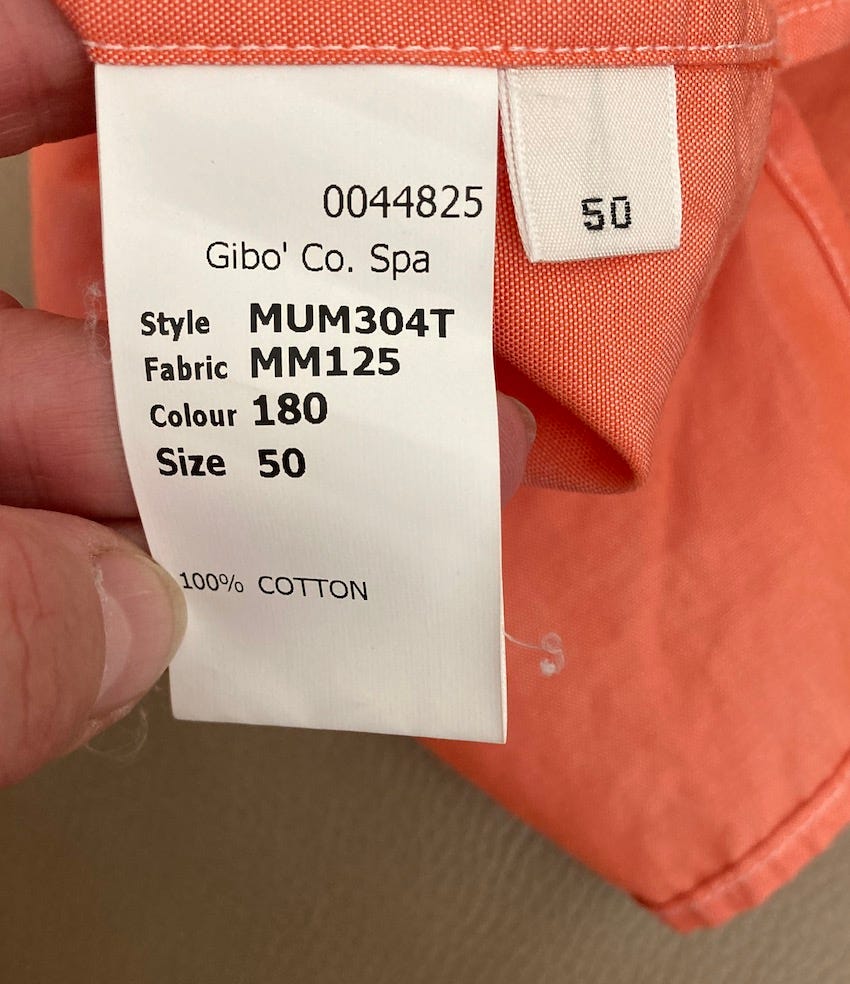 0044825
Gibo' Co. Spa
Style MUM304T
Fabric MM125
Colour 180
Size 50
100% COTTON
50